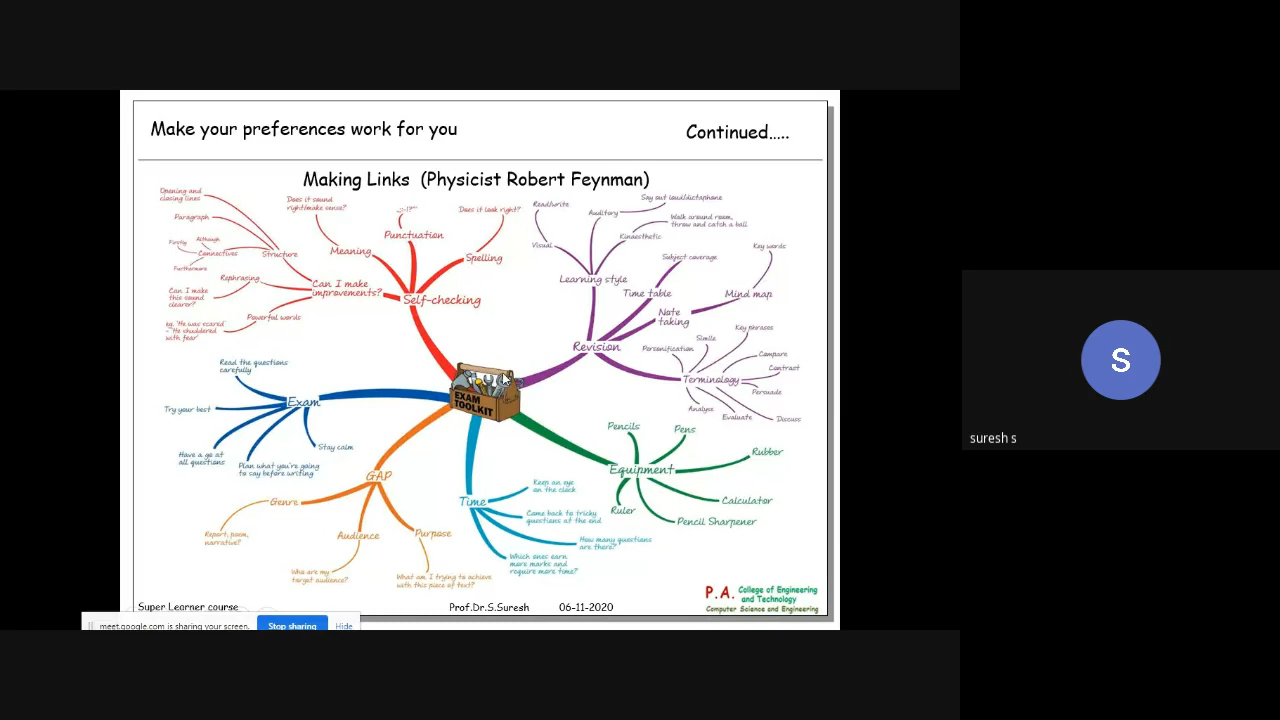 Make your preferences work for you
Continued.....
Making Links (Physicist Robert Feynman)
Opening and
closing lines
Paragraph
Firstly
Although
Connectives
Furthermore
Structure
Rephrasing
Can I make
this sound
clearer?
Powerful words
eg. 'He was scared'
- 'He shuddered
with fear'
Can I make
improvements?
Does it sound
right/make sense?
Meaning
Punctuation
Does it look right?
Spelling
Self-checking
Read/write
Visual
Auditory
Say out loud/dictaphone
Kinaesthetic
Walk around room,
throw and catch a ball
Learning style
Subject coverage
Time table
Key words
Mind map
Note
taking
Revision
Personification
Simile
Key phrases
Compare
Contract
Persuade
Discuss
Evaluate
Analyse
Terminology
EXAM
TOOLKIT
Read the questions
carefully
Exam
Try your best
Have a go at
all questions
Plan what you're going
to say before writing
Stay calm
GAP
Genre
Report, poem,
narrative?
Audience
Who are my
target audience?
Purpose
What am I trying to achieve
with this piece of text?
Time
Keep an eye
on the clock
Come back to tricky
questions at the end
How many questions
are there?
Which ones earn
more marks and
require more time?
Pencils
Pens
Rubber
Equipment
Calculator
Ruler
Pencil Sharpener
P.A. College of Engineering
and Technology
Computer Science and Engineering
Super Learner course
Prof.Dr.S.Suresh
06-11-2020
meet.google.com is sharing your screen.
Stop sharing
Hide
S
suresh s